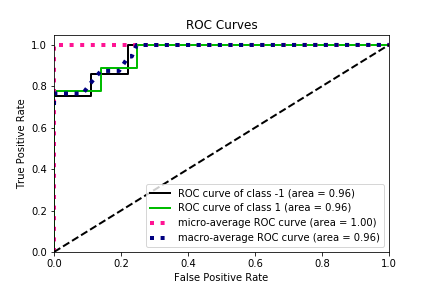 ROC Curves
True Positive Rate
1.0
0.8
0.6
0.4
0.2
0.0
ROC curve of class -1 (area = 0.96)
ROC curve of class 1 (area = 0.96)
micro-average ROC curve (area = 1.00)
macro-average ROC curve (area = 0.96)
0.0 0.2 0.4 0.6 0.8 1.0
False Positive Rate